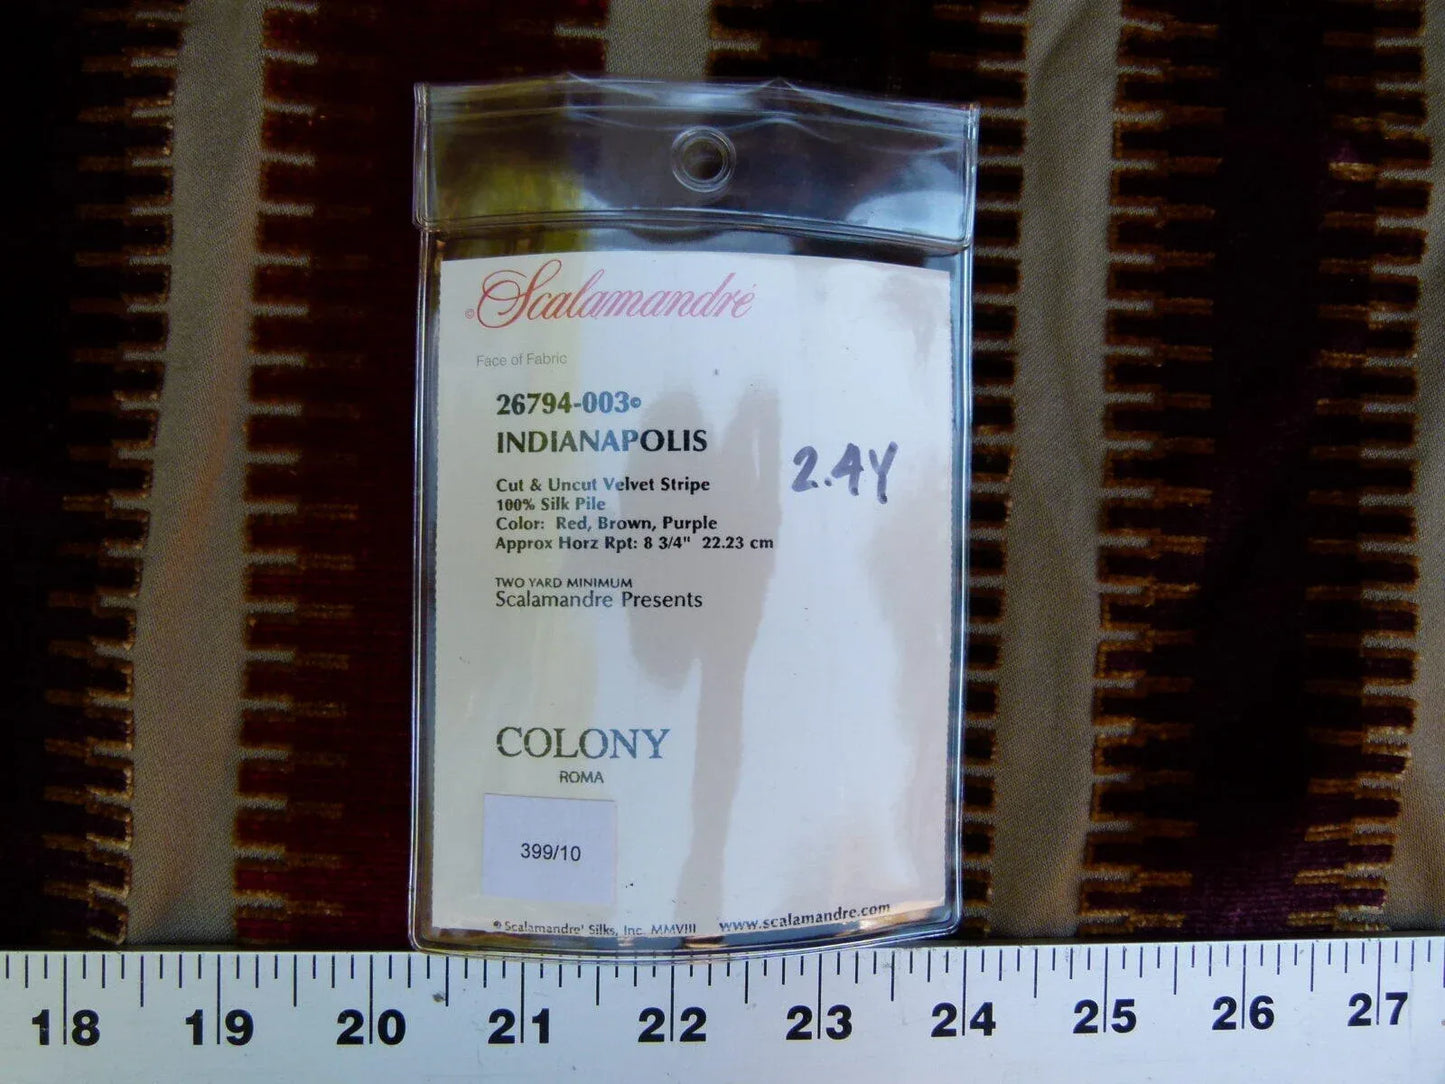 © Scalamandré
Face of Fabric
26794-003©
INDIANAPOLIS
2.4Y
Cut & Uncut Velvet Stripe
100% Silk Pile
Color: Red, Brown, Purple
Approx Horz Rpt: 8 3/4" 22.23 cm
TWO YARD MINIMUM
Scalamandre Presents
COLONY
ROMA
399/10
© Scalamandre' Silks, Inc. MMVIII www.scalamandre.com
18 19 20 21 22 23 24 25 26 27